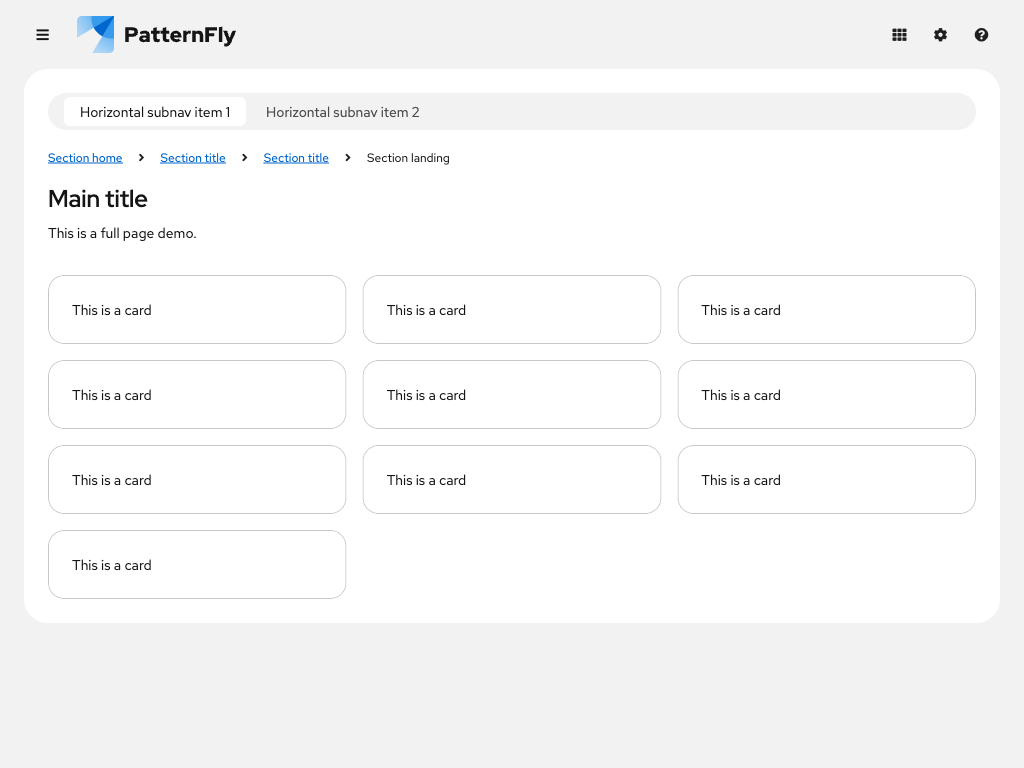 PatternFly
Horizontal subnav item 1
Horizontal subnav item 2
Section home
Section title
Section title
Section landing
Main title
This is a full page demo.
This is a card
This is a card
This is a card
This is a card
This is a card
This is a card
This is a card
This is a card
This is a card
This is a card